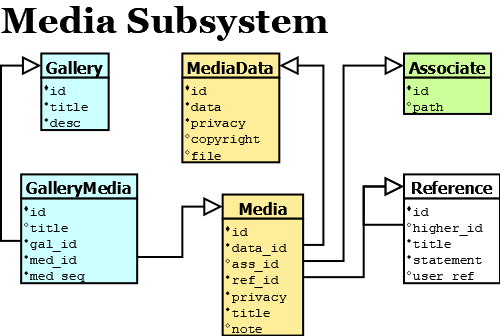 Media Subsystem
Gallery
id
title
desc
MediaData
id
data
privacy
copyright
file
Associate
id
path
GalleryMedia
id
title
gal_id
med_id
med_seq
Media
id
data_id
ass_id
ref_id
privacy
title
note
Reference
id
higher_id
title
statement
user_ref